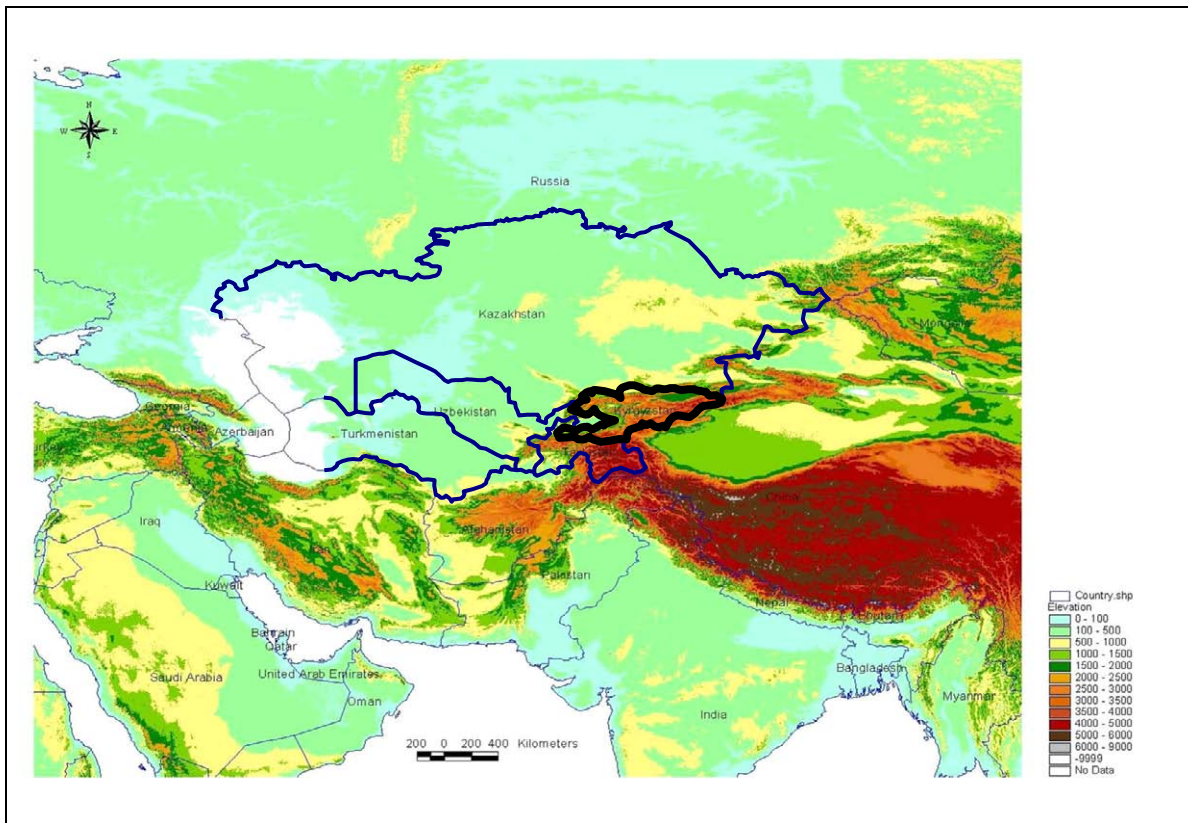 N
W E
S
Russia
Kazakhstan
Mongolia
Uzbekistan
Kyrgyzstan
Georgia
Armenia
Azerbaijan
Turkmenistan
China
Iraq
Afghanistan
Kuwait
Pakistan
Nepal
Bhutan
Bahrain
Qatar
Saudi Arabia
United Arab Emirates
Bangladesh
Oman
Myanmar
India
200 0 200 400 Kilometers
Country.shp
Elevation
0 - 100
100 - 500
500 - 1000
1000 - 1500
1500 - 2000
2000 - 2500
2500 - 3000
3000 - 3500
3500 - 4000
4000 - 5000
5000 - 6000
6000 - 9000
-9999
No Data